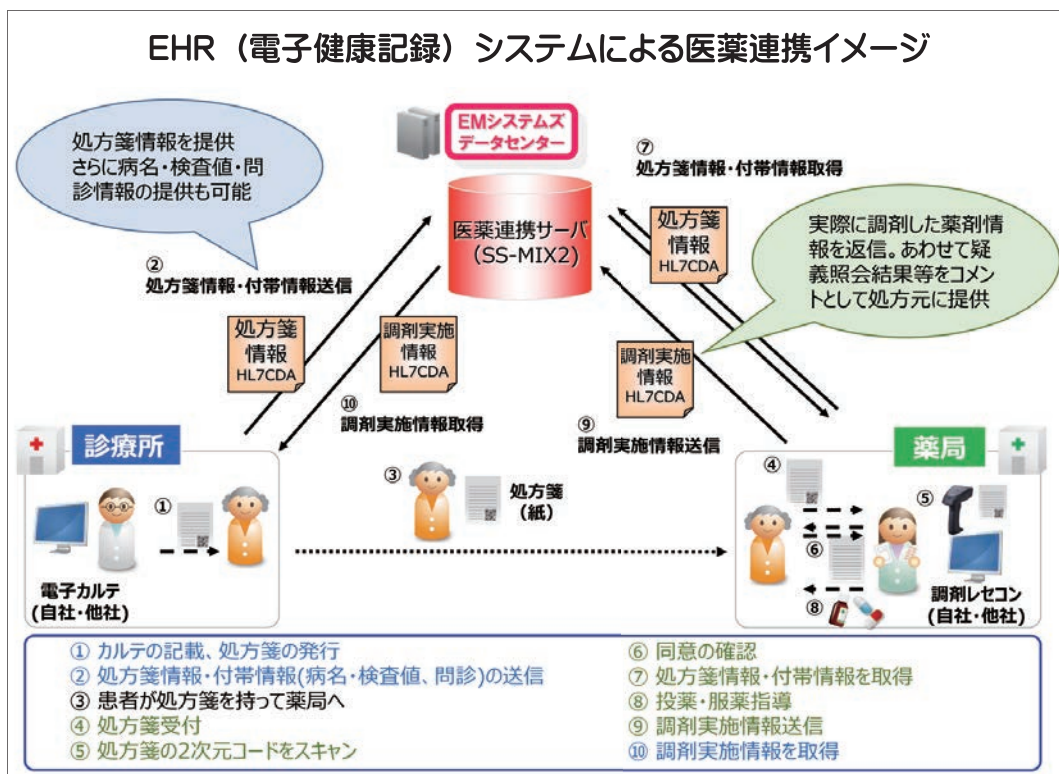 EHR（電子健康記録）システムによる医薬連携イメージ
処方箋情報を提供
さらに病名・検査値・問
診情報の提供も可能
EMシステムズ
データセンター
⑦
処方箋情報・付帯情報取得
医薬連携サーバ
(SS-MIX2)
処方箋
情報
HL7CDA
実際に調剤した薬剤情
報を返信。あわせて疑
義照会結果等をコメン
トとして処方元に提供
②
処方箋情報・付帯情報送信
処方箋
情報
HL7CDA
調剤実施
情報
HL7CDA
調剤実施
情報
HL7CDA
⑩
調剤実施情報取得
⑨
調剤実施情報送信
診療所
薬局
①
③
処方箋
（紙）
④
⑤
⑥
⑧
電子カルテ
(自社・他社)
調剤レセコン
(自社・他社)
① カルテの記載、処方箋の発行
② 処方箋情報・付帯情報(病名・検査値、問診)の送信
③ 患者が処方箋を持って薬局へ
④ 処方箋受付
⑤ 処方箋の2次元コードをスキャン
⑥ 同意の確認
⑦ 処方箋情報・付帯情報を取得
⑧ 投薬・服薬指導
⑨ 調剤実施情報送信
⑩ 調剤実施情報を取得